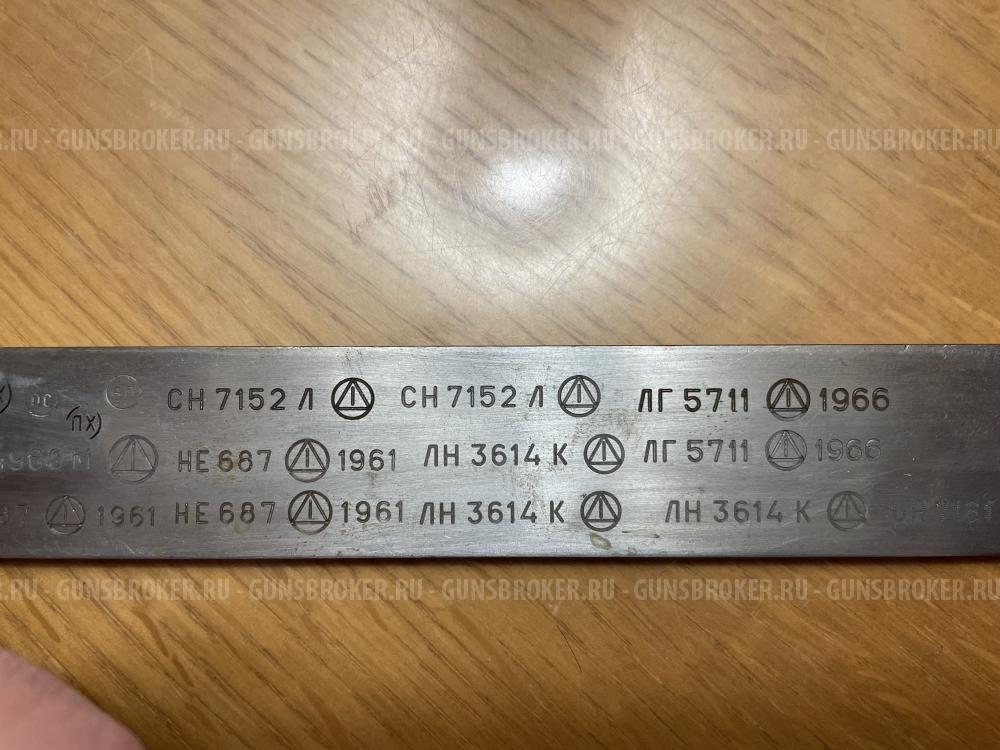 GUNSBROKER.RU - GUNSBROKER.RU - GUNSBROKER.RU - GUNSBROKER.RU - GUNSBROKER.RU
СН 7152 Л СН 7152 Л ЛГ 5711 1966
(ПХ)
НЕ 687 1961 ЛН 3614 К ЛГ 5711 1966
1961 НЕ 687 1961 ЛН 3614 К ЛН 3614 К
GUNSBROKER.RU - GUNSBROKER.RU - GUNSBROKER.RU - GUNSBROKER.RU - GUNSBROKER.RU